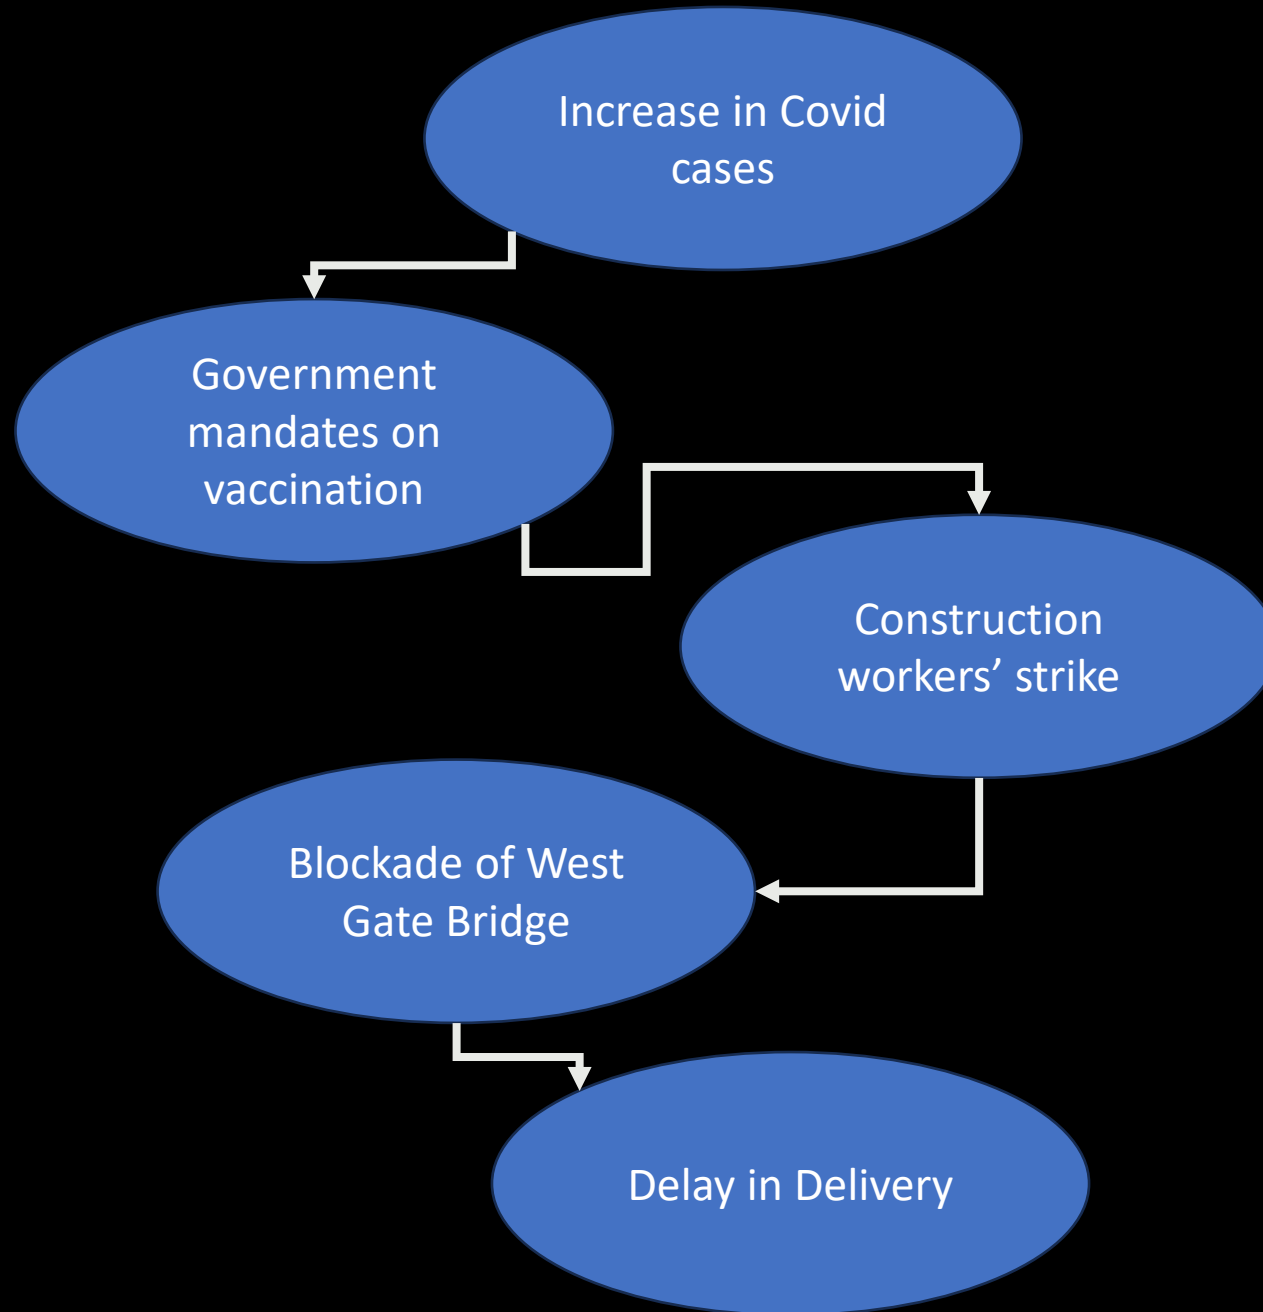 Increase in Covid
cases
Government
mandates on
vaccination
Construction
workers’ strike
Blockade of West
Gate Bridge
Delay in Delivery